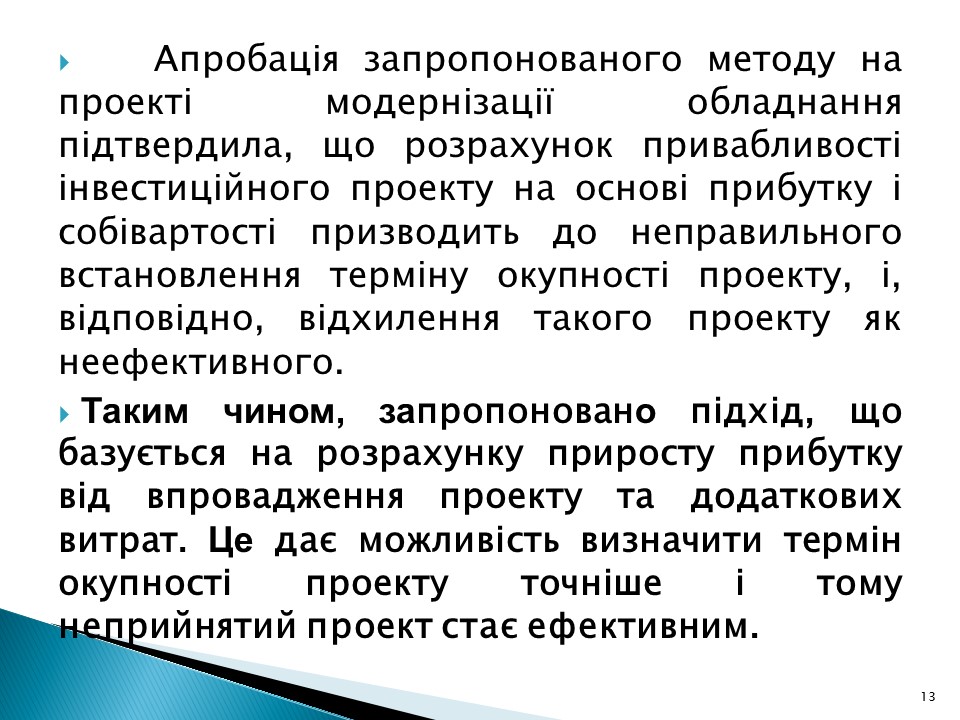 Апробація запропонованого методу на
проекті модернізації обладнання
підтвердила, що розрахунок привабливості
інвестиційного проекту на основі прибутку і
собівартості призводить до неправильного
встановлення терміну окупності проекту, і,
відповідно, відхилення такого проекту як
неефективного.
Таким чином, запропоновано підхід, що
базується на розрахунку приросту прибутку
від впровадження проекту та додаткових
витрат. Це дає можливість визначити термін
окупності проекту точніше і тому
неприйнятий проект стає ефективним.
13